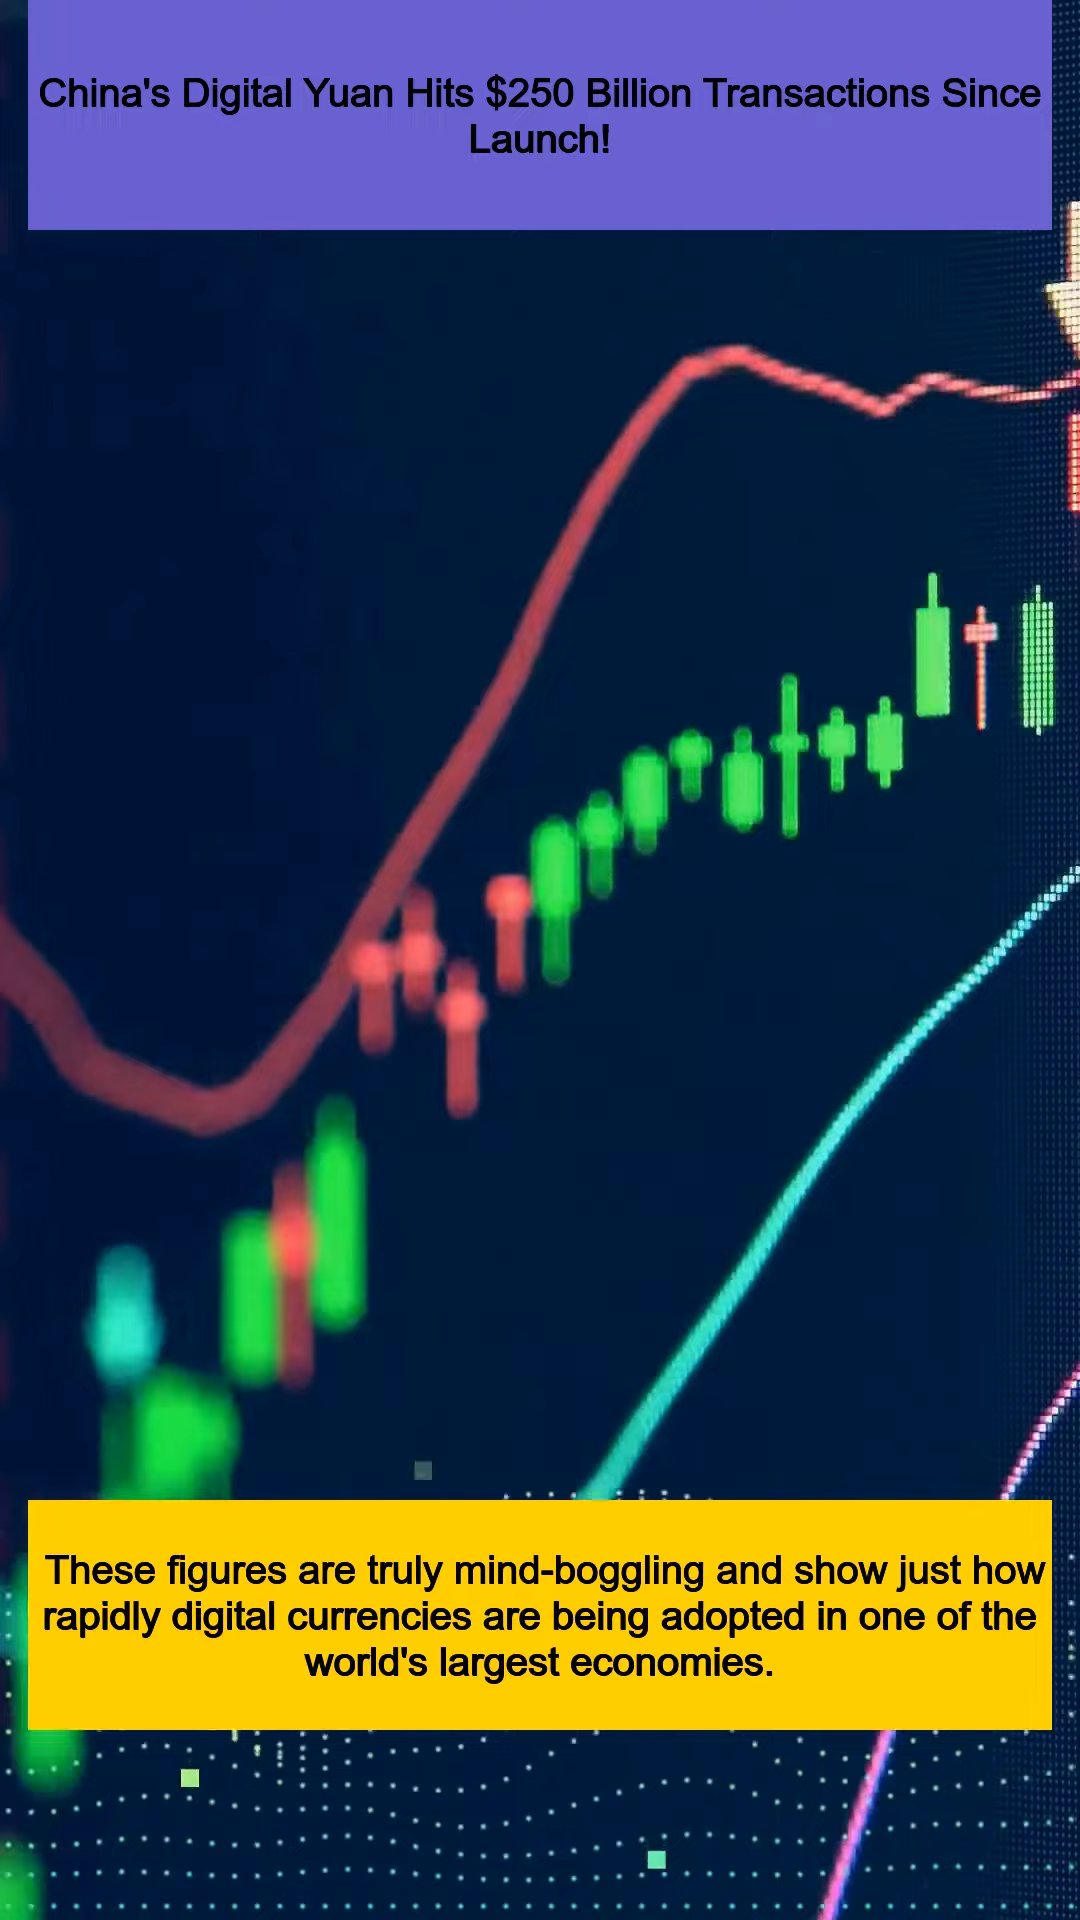 China's Digital Yuan Hits $250 Billion Transactions Since
Launch!
These figures are truly mind-boggling and show just how
rapidly digital currencies are being adopted in one of the
world's largest economies.